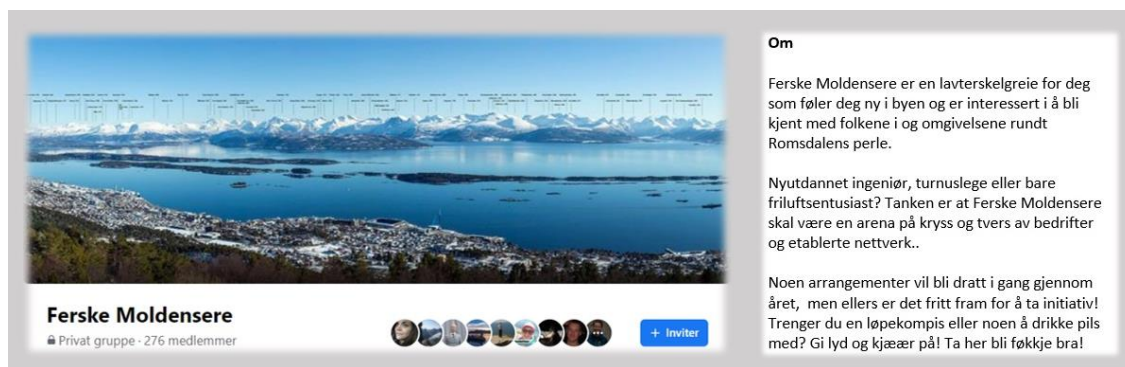 Ferske Moldensere
Privat gruppe · 276 medlemmer
+ Inviter
Om
Ferske Moldensere er en lavterskelgreie for deg
som føler deg ny i byen og er interessert i å bli
kjent med folkene i og omgivelsene rundt
Romsdalens perle.
Nyutdannet ingeniør, turnuslege eller bare
friluftsentusiast? Tanken er at Ferske Moldensere
skal være en arena på kryss og tvers av bedrifter
og etablerte nettverk..
Noen arrangementer vil bli dratt i gang gjennom
året,  men ellers er det fritt fram for å ta initiativ!
Trenger du en løpekompis eller noen å drikke pils
med? Gi lyd og kjæær på! Ta her bli føkkje bra!